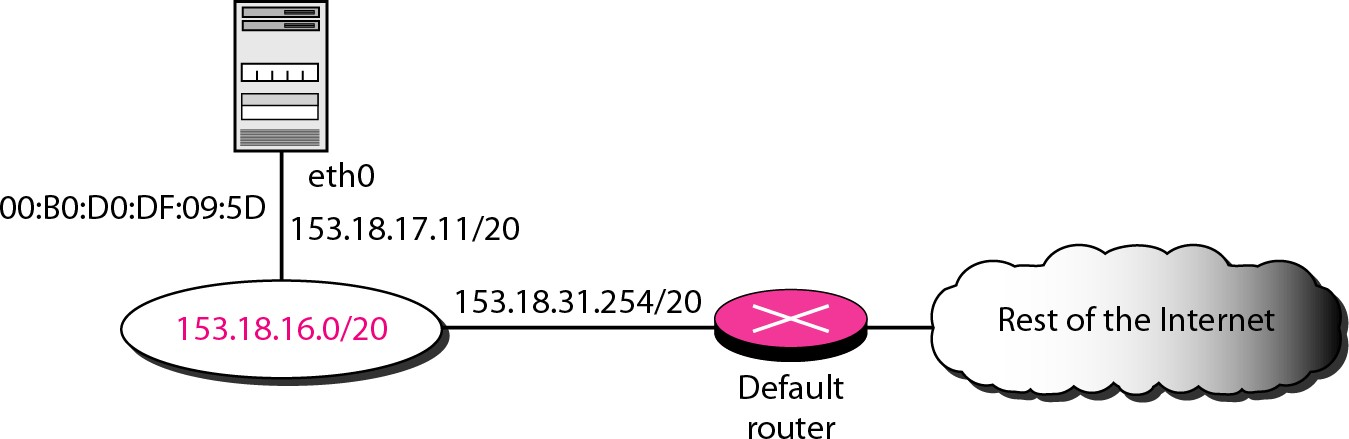 eth0
00:B0:D0:DF:09:5D
153.18.17.11/20
153.18.31.254/20
153.18.16.0/20
Rest of the Internet
Default
router